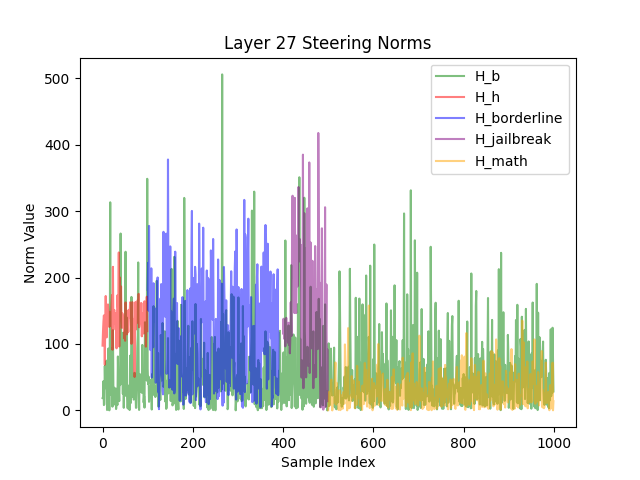 Layer 27 Steering Norms
Norm Value
500
400
300
200
100
0
H_b
H_h
H_borderline
H_jailbreak
H_math
0 200 400 600 800 1000
Sample Index